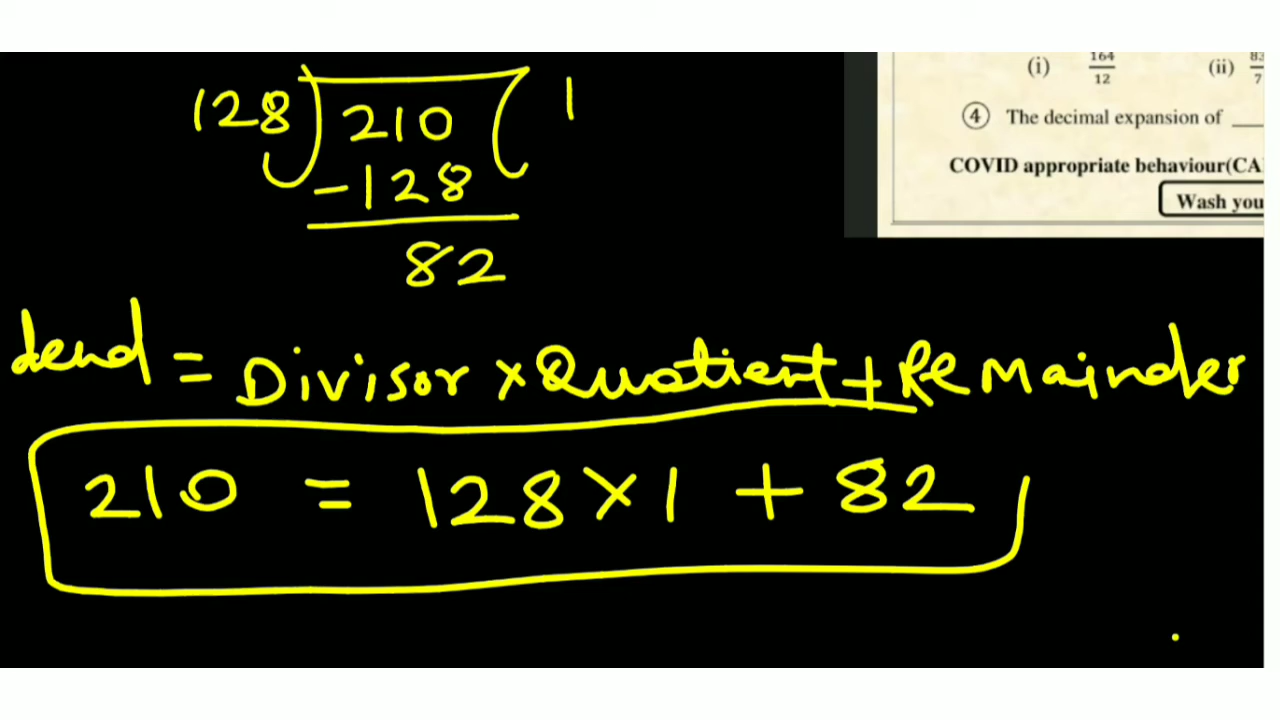 128) 210 ( 1
-128
82
dend = Divisor × Quotient + Remainder
210 = 128 × 1 + 82
(i) 164/12 (ii)
④ The decimal expansion of __
COVID appropriate behaviour(CA
Wash you